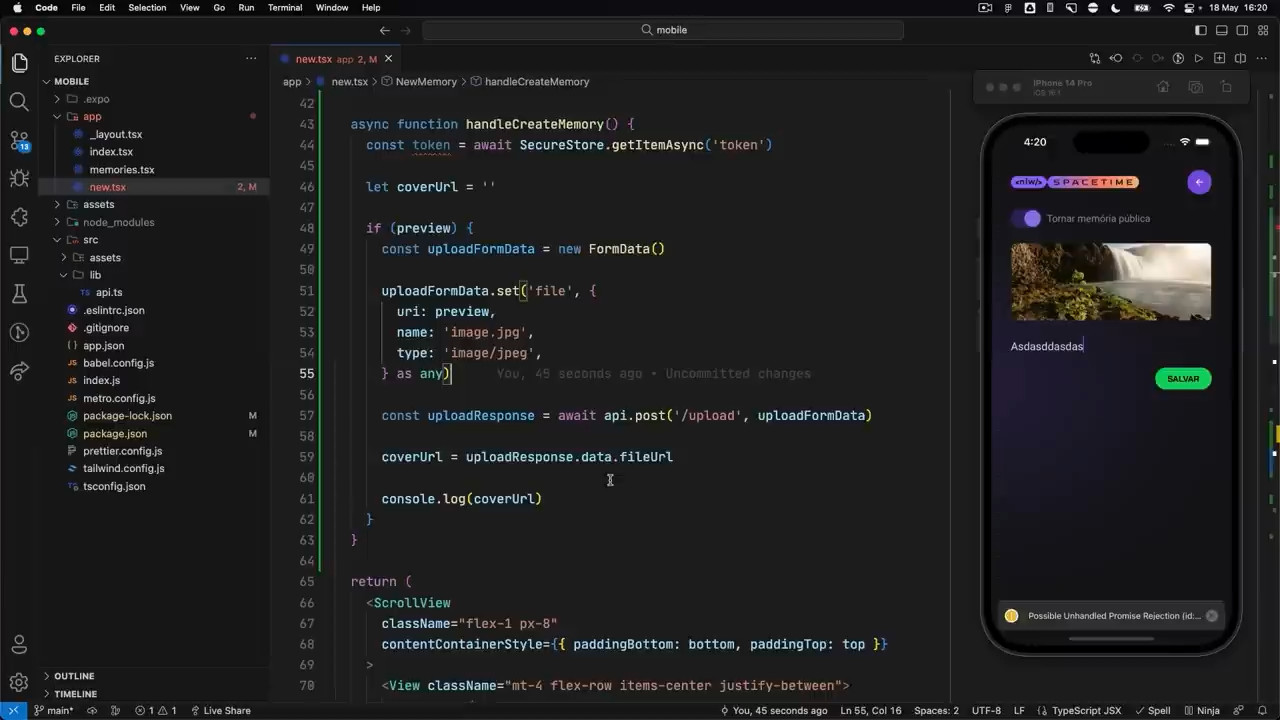 Code File Edit Selection View Go Run Terminal Window Help 18 May 16:20
mobile
EXPLORER ···
new.tsx app 2, M
MOBILE
app > new.tsx > NewMemory > handleCreateMemory
.expo
app
_layout.tsx
index.tsx
memories.tsx
new.tsx 2, M
assets
node_modules
src
assets
lib
api.ts
.eslintrc.json
.gitignore
app.json
babel.config.js
index.js
metro.config.js
package-lock.json M
package.json M
prettier.config.js
tailwind.config.js
tsconfig.json
OUTLINE
TIMELINE
13
42
43 async function handleCreateMemory() {
44 const token = await SecureStore.getItemAsync('token')
45
46 let coverUrl = ''
47
48 if (preview) {
49 const uploadFormData = new FormData()
50
51 uploadFormData.set('file', {
52 uri: preview,
53 name: 'image.jpg',
54 type: 'image/jpeg',
55 } as any) You, 45 seconds ago • Uncommitted changes
56
57 const uploadResponse = await api.post('/upload', uploadFormData)
58
59 coverUrl = uploadResponse.data.fileUrl
60
61 console.log(coverUrl)
62 }
63 }
64
65 return (
66 <ScrollView
67 className="flex-1 px-8"
68 contentContainerStyle={{ paddingBottom: bottom, paddingTop: top }}
69 >
70 <View className="mt-4 flex-row items-center justify-between">
iPhone 14 Pro
4:20
<nlw/> SPACETIME
Tornar memória pública
Asdasddasdas
SALVAR
Possible Unhandled Promise Rejection (id:...
main* 1 1 Live Share You, 45 seconds ago Ln 55, Col 16 Spaces: 2 UTF-8 LF TypeScript JSX Spell Ninja